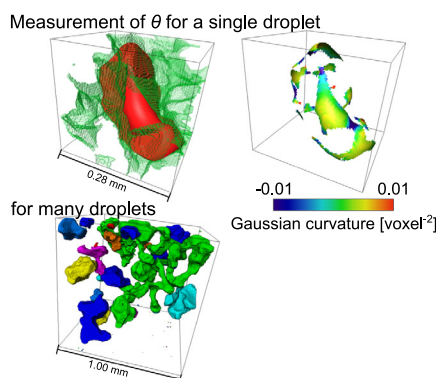 Measurement of θ for a single droplet
0.28 mm
-0.01 0.01
Gaussian curvature [voxel⁻²]
for many droplets
1.00 mm